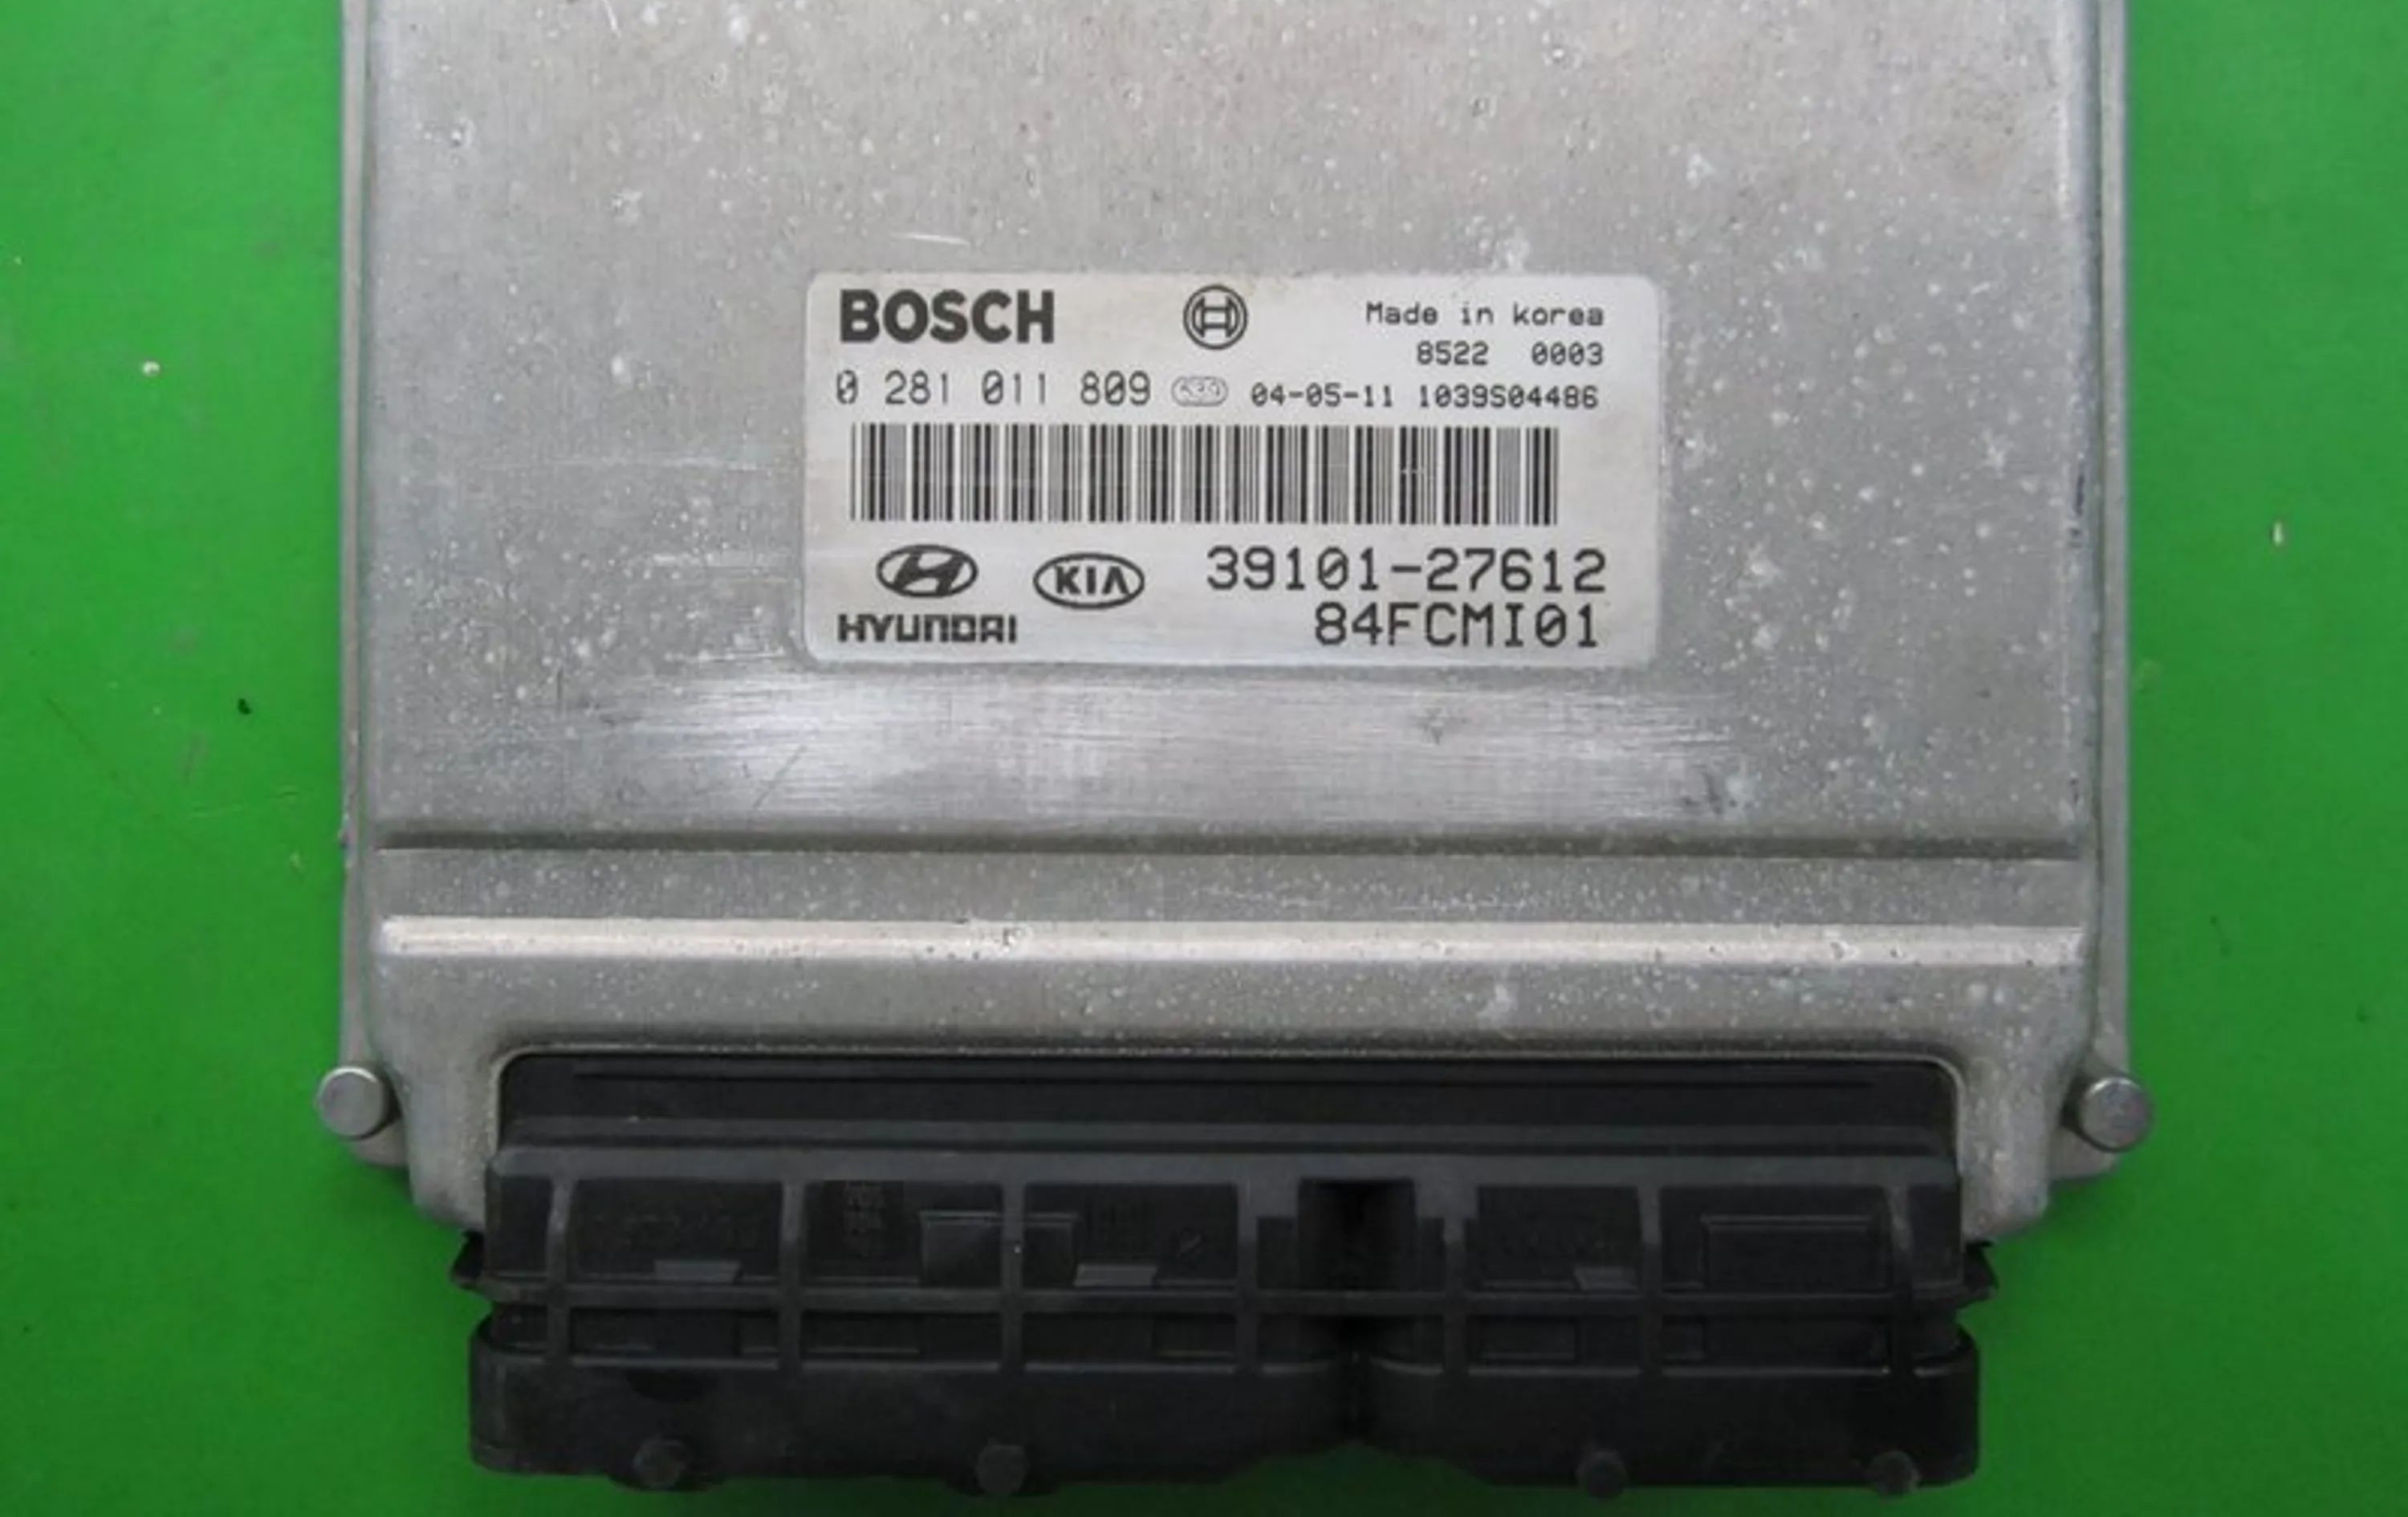 BOSCH Made in korea
8522 0003
0 281 011 809 04-05-11 1039S04486
KIA 39101-27612
HYUNDAI 84FCMI01